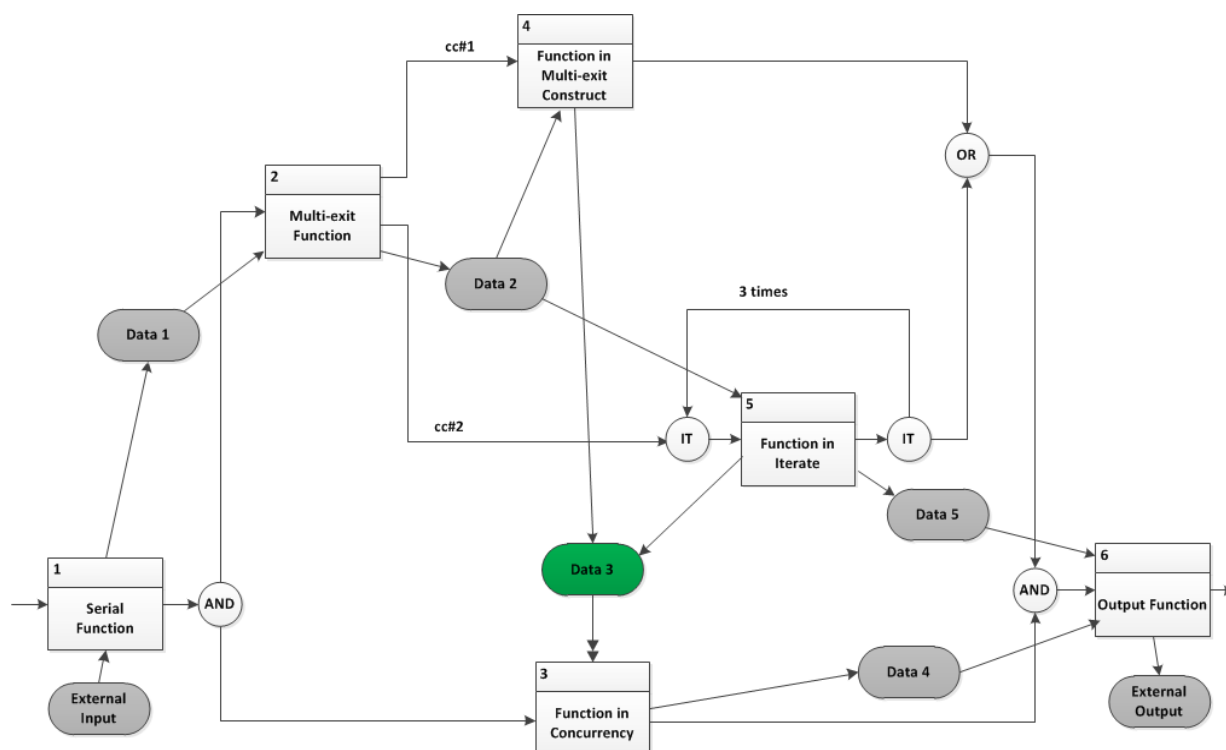 4
Function in
Multi-exit
Construct
cc#1
OR
2
Multi-exit
Function
Data 2
3 times
Data 1
5
Function in
Iterate
cc#2
IT
IT
Data 5
Data 3
1
Serial
Function
AND
6
Output Function
AND
3
Function in
Concurrency
Data 4
External
Input
External
Output